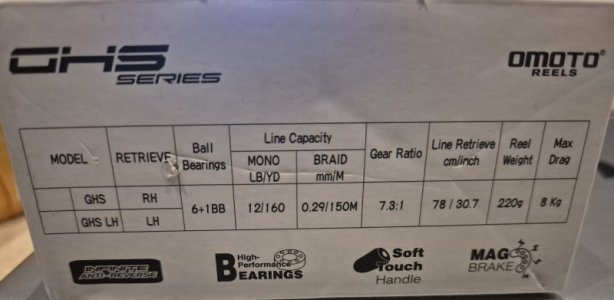 GHS
SERIES
OMOTO®
REELS
MODEL RETRIEVE Ball Bearings Line Capacity Gear Ratio Line Retrieve cm/inch Reel Weight Max Drag
MONO LB/YD BRAID mm/M
GHS RH 6+1BB 12/160 0.29/150M 7.3:1 78 / 30.7 220g 8 Kg
GHS LH LH
INFINITE
ANTI-REVERSE
High-
Performance
BEARINGS
Soft
Touch
Handle
MAG
BRAKE